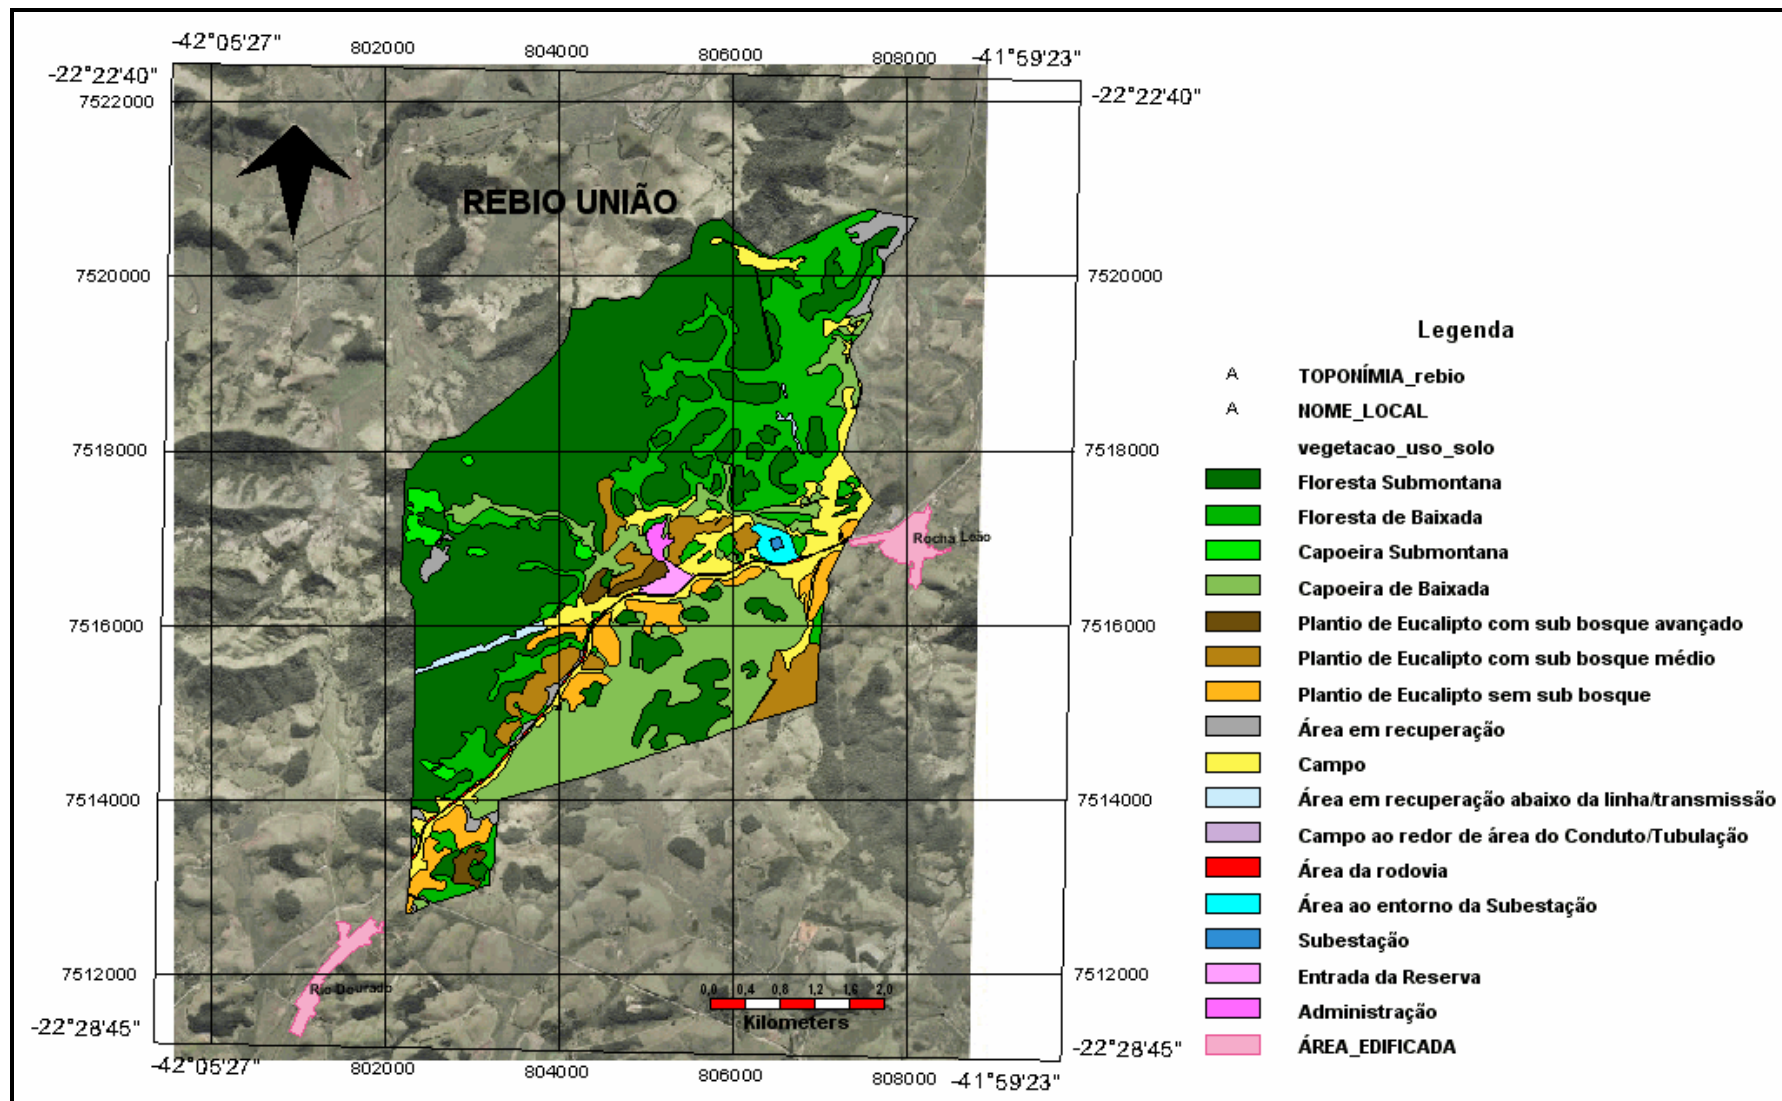 -42°05'27"
802000
804000
806000
808000
-41°59'23"
-22°22'40"
-22°22'40"
7522000
REBIO UNIÃO
7520000
7520000
Legenda
A TOPONÍMIA_rebio
A NOME_LOCAL
7518000
7518000
vegetacao_uso_solo
Floresta Submontana
Floresta de Baixada
Rocha Leão
Capoeira Submontana
Capoeira de Baixada
7516000
7516000
Plantio de Eucalipto com sub bosque avançado
Plantio de Eucalipto com sub bosque médio
Plantio de Eucalipto sem sub bosque
Área em recuperação
Campo
7514000
7514000
Área em recuperação abaixo da linha/transmissão
Campo ao redor de área do Conduto/Tubulação
Área da rodovia
Área ao entorno da Subestação
Subestação
7512000
7512000
Entrada da Reserva
Rio Dourado
0,0 0,4 0,8 1,2 1,6 2,0
Kilometers
Administração
-22°28'45"
-22°28'45"
ÁREA_EDIFICADA
-42°05'27"
802000
804000
806000
808000
-41°59'23"